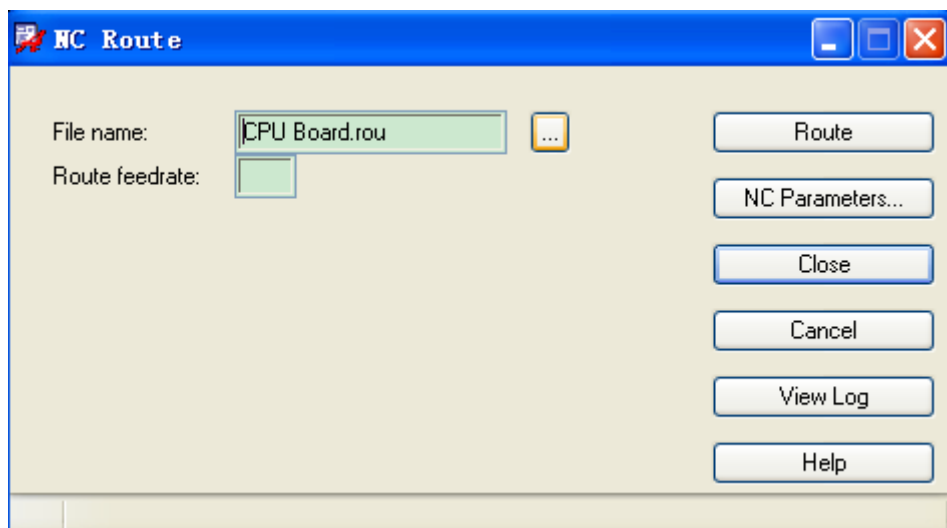 NC Route
File name:
CPU Board.rou
...
Route feedrate:
Route
NC Parameters...
Close
Cancel
View Log
Help